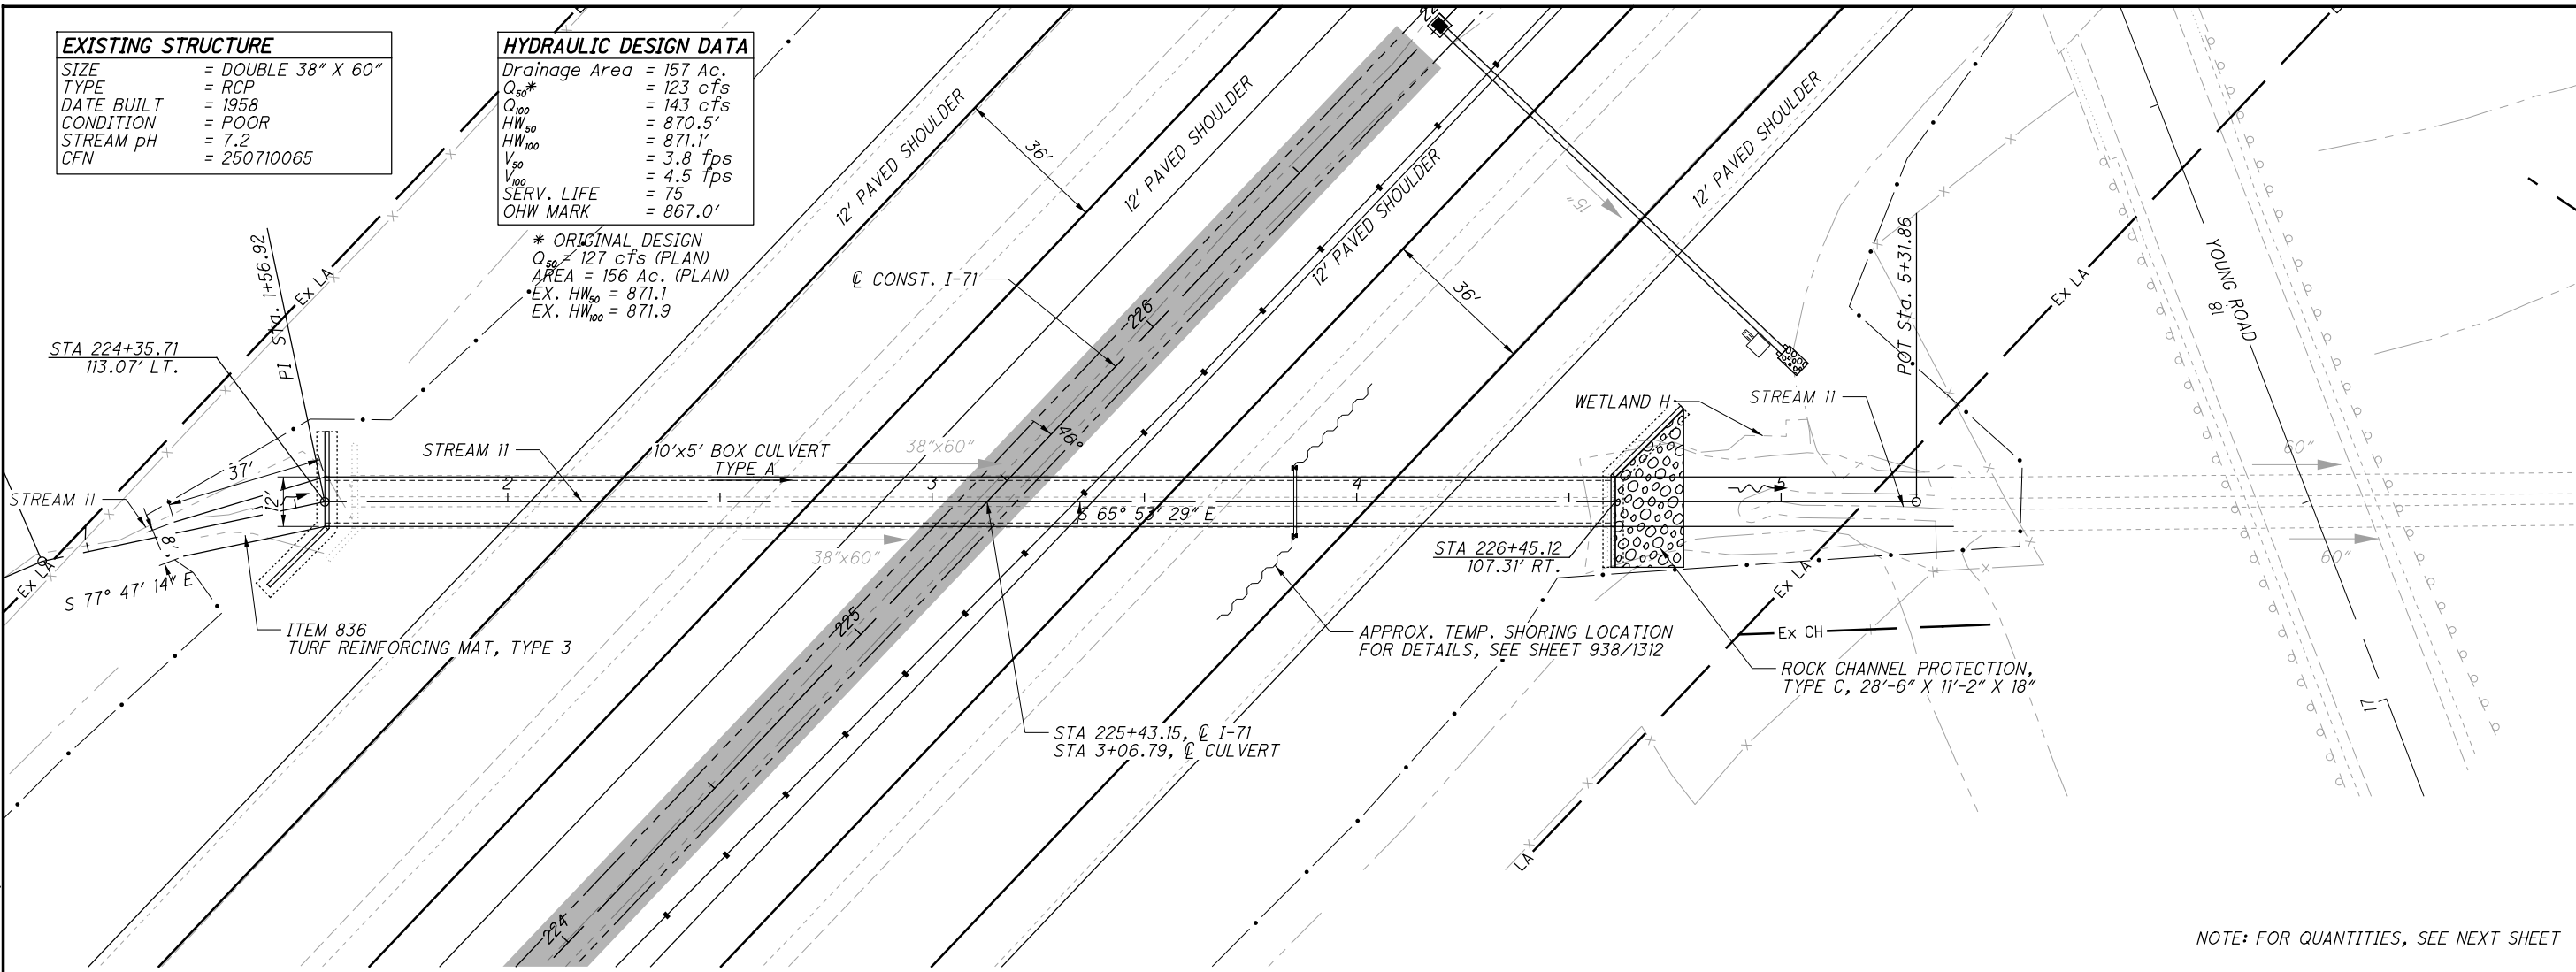 EXISTING STRUCTURE
SIZE = DOUBLE 38" X 60"
TYPE = RCP
DATE BUILT = 1958
CONDITION = POOR
STREAM pH = 7.2
CFN = 250710065
HYDRAULIC DESIGN DATA
Drainage Area = 157 Ac.
Q50* = 123 cfs
Q100 = 143 cfs
HW50 = 870.5'
HW100 = 871.1'
V50 = 3.8 fps
V100 = 4.5 fps
SERV. LIFE = 75
OHW MARK = 867.0'
* ORIGINAL DESIGN
Q50 = 127 cfs (PLAN)
AREA = 156 Ac. (PLAN)
EX. HW50 = 871.1
EX. HW100 = 871.9
12' PAVED SHOULDER
36'
12' PAVED SHOULDER
12' PAVED SHOULDER
36'
12' PAVED SHOULDER
15"
℄ CONST. I-71
226
225
224
PI Sta. 1+56.92
Ex LA
STA 224+35.71
113.07' LT.
POT Sta. 5+31.86
Ex LA
YOUNG ROAD
18
17
WETLAND H
STREAM 11
STREAM 11
10'x5' BOX CULVERT
TYPE A
38"x60"
46°
37'
12'
8'
STREAM 11
1
2
3
4
5
S 65° 53' 29" E
38"x60"
60"
60"
Ex LA
S 77° 47' 14" E
STA 226+45.12
107.31' RT.
Ex LA
Ex CH
ITEM 836
TURF REINFORCING MAT, TYPE 3
APPROX. TEMP. SHORING LOCATION
FOR DETAILS, SEE SHEET 938/1312
ROCK CHANNEL PROTECTION,
TYPE C, 28'-6" X 11'-2" X 18"
STA 225+43.15, ℄ I-71
STA 3+06.79, ℄ CULVERT
LA
NOTE: FOR QUANTITIES, SEE NEXT SHEET